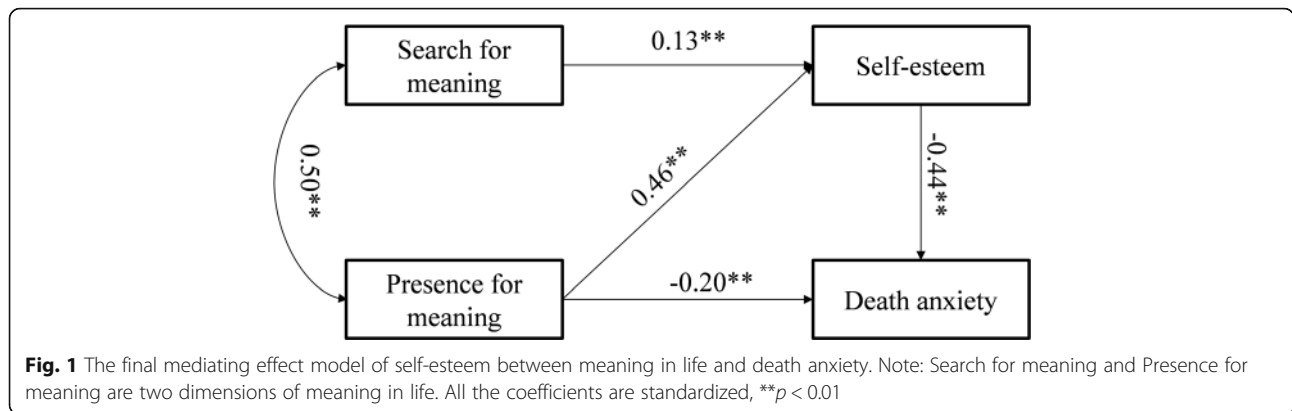 Search for
meaning
0.13**
Self-esteem
0.50**
0.46**
-0.44**
Presence for
meaning
-0.20**
Death anxiety
Fig. 1 The final mediating effect model of self-esteem between meaning in life and death anxiety. Note: Search for meaning and Presence for
meaning are two dimensions of meaning in life. All the coefficients are standardized, **p < 0.01